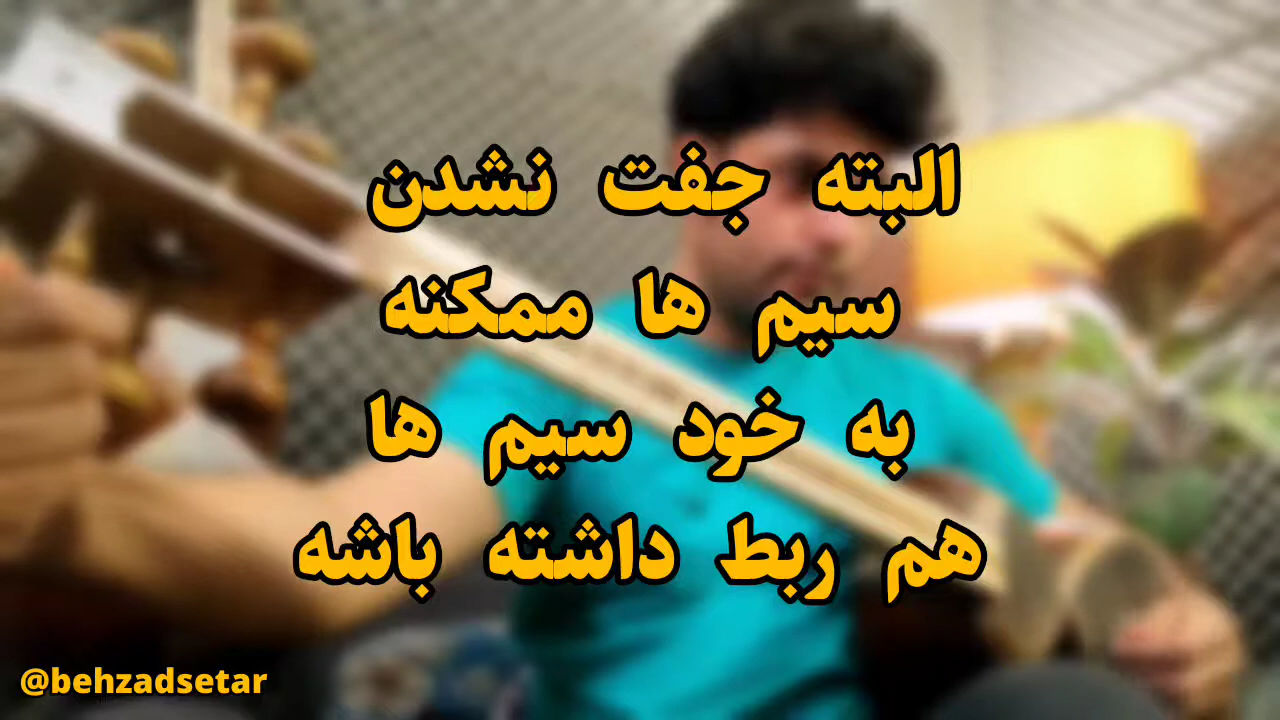 البته جفت نشدن
سیم ها ممکنه
به خود سیم ها
هم ربط داشته باشه
@behzadsetar